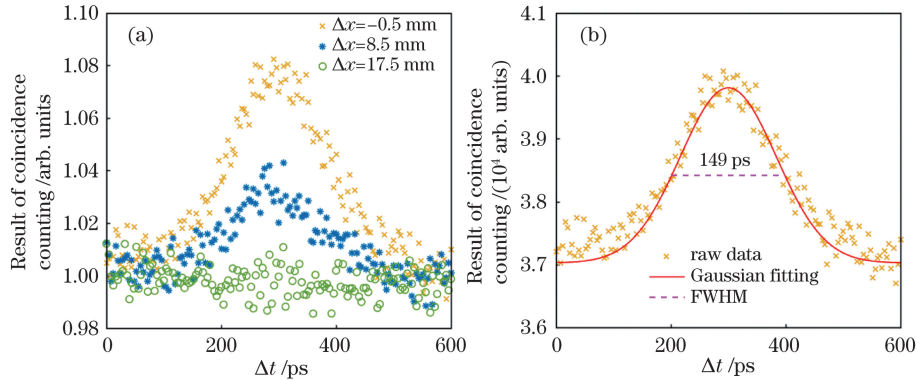 (a)
× Δx=−0.5 mm
* Δx=8.5 mm
○ Δx=17.5 mm
Result of coincidence
counting /arb. units
1.10
1.08
1.06
1.04
1.02
1.00
0.98
0
200
400
600
Δt /ps
(b)
Result of coincidence
counting /(10⁴ arb. units)
4.1
4.0
3.9
3.8
3.7
3.6
149 ps
raw data
Gaussian fitting
FWHM
0
200
400
600
Δt /ps